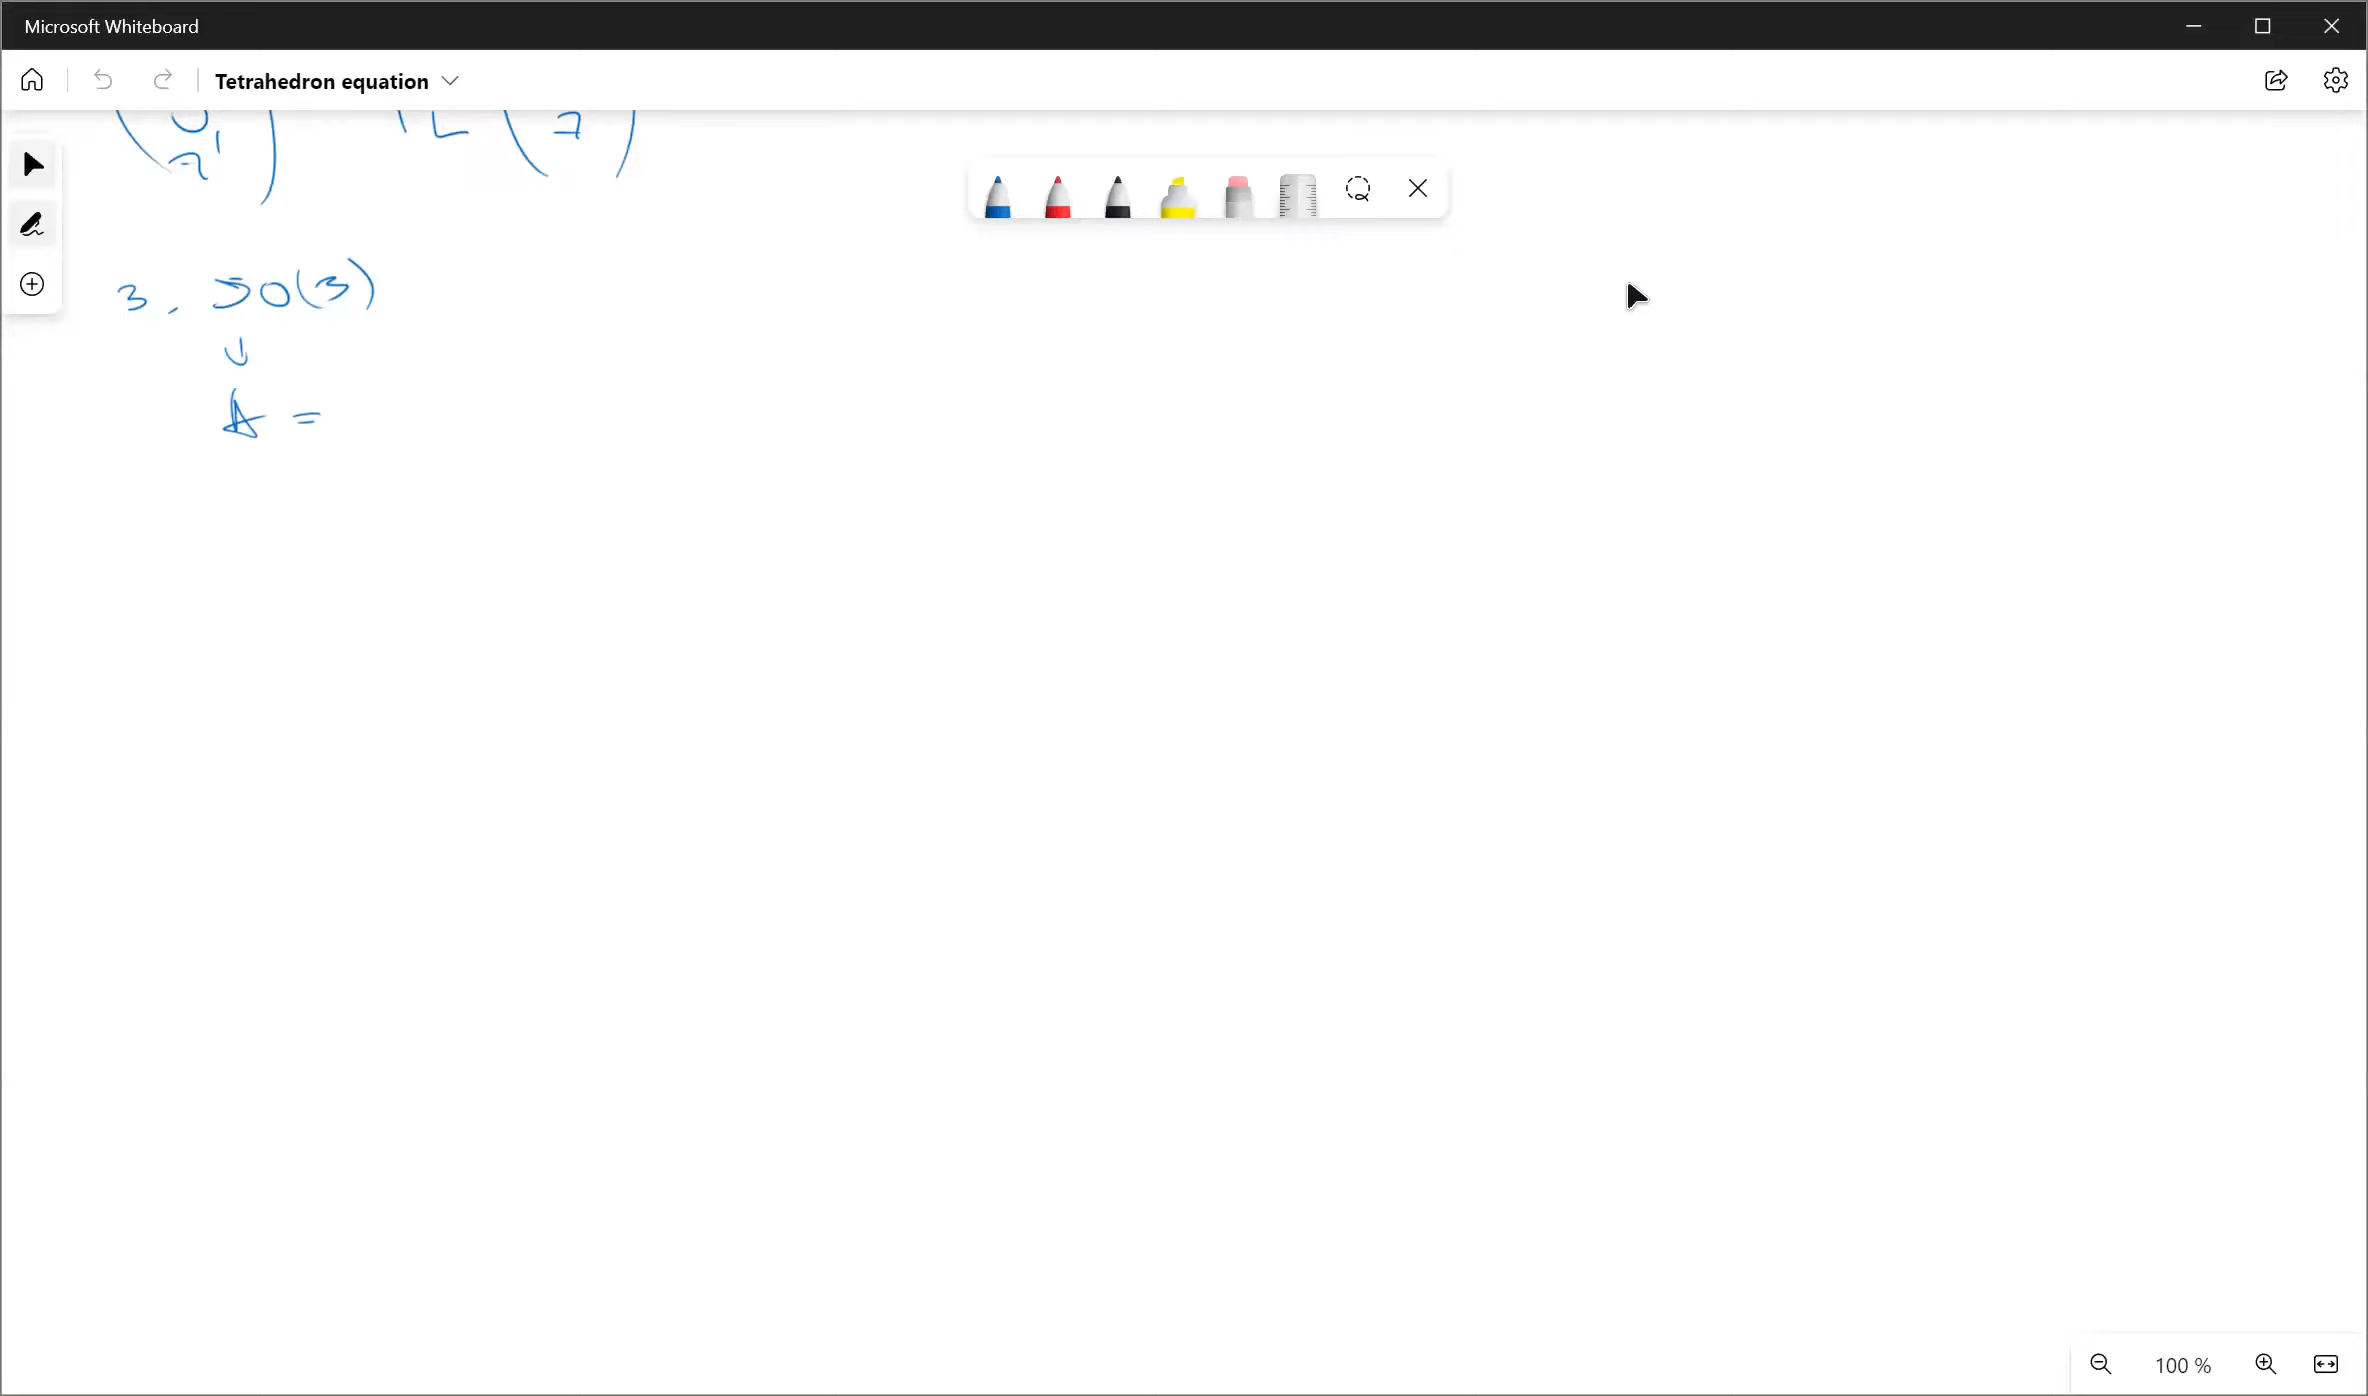 Microsoft Whiteboard
Tetrahedron equation
3. SO(3)
A =
100 %